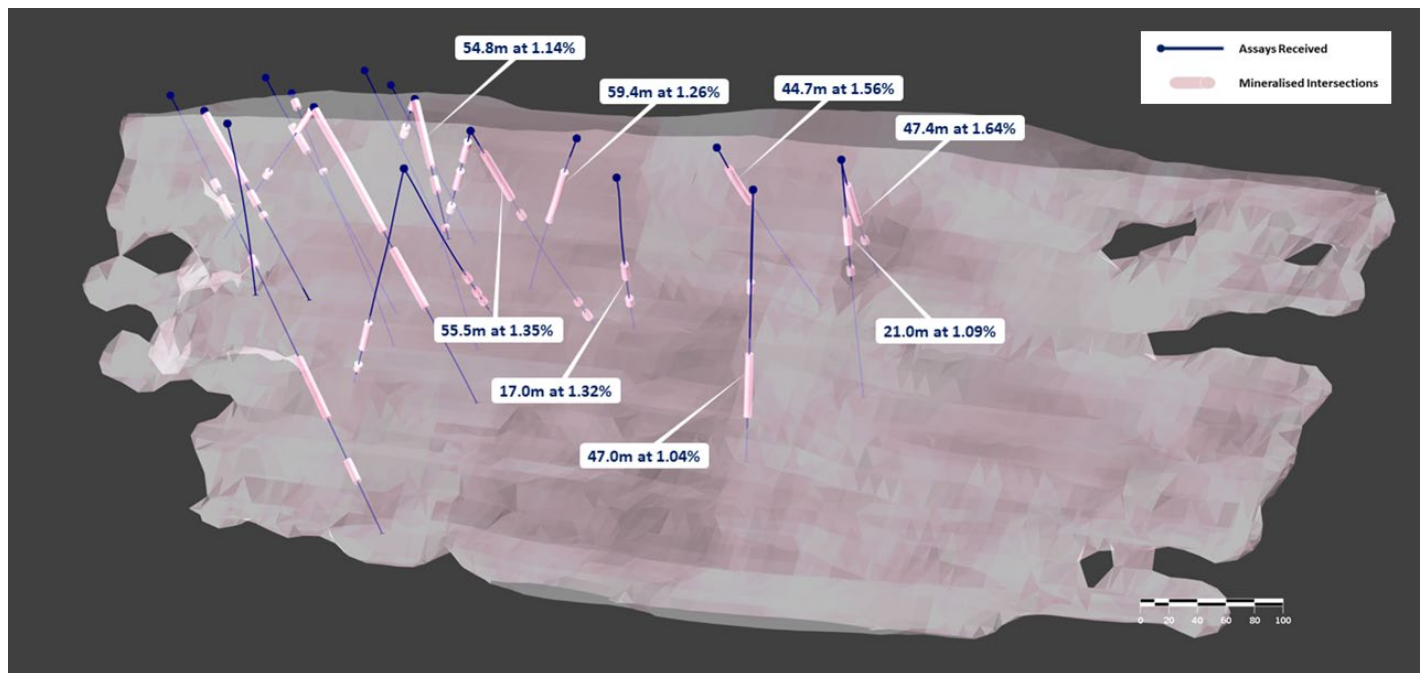 54.8m at 1.14%
Assays Received
Mineralised Intersections
59.4m at 1.26%
44.7m at 1.56%
47.4m at 1.64%
55.5m at 1.35%
21.0m at 1.09%
17.0m at 1.32%
47.0m at 1.04%
0 20 40 60 80 100